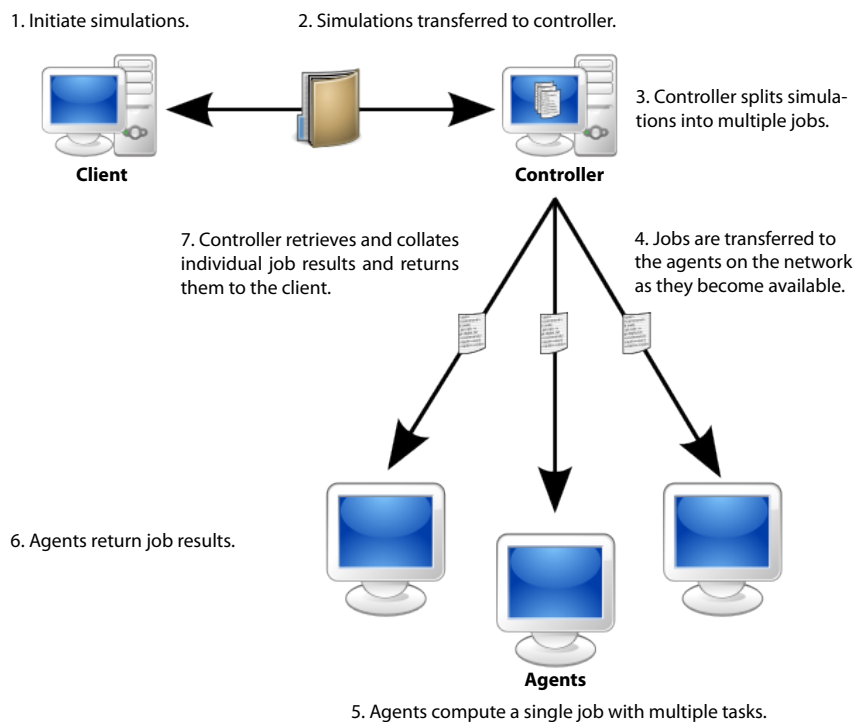 1. Initiate simulations.
2. Simulations transferred to controller.
3. Controller splits simula-
tions into multiple jobs.
Client
Controller
7. Controller retrieves and collates
individual job results and returns
them to the client.
4. Jobs are transferred to
the agents on the network
as they become available.
6. Agents return job results.
Agents
5. Agents compute a single job with multiple tasks.